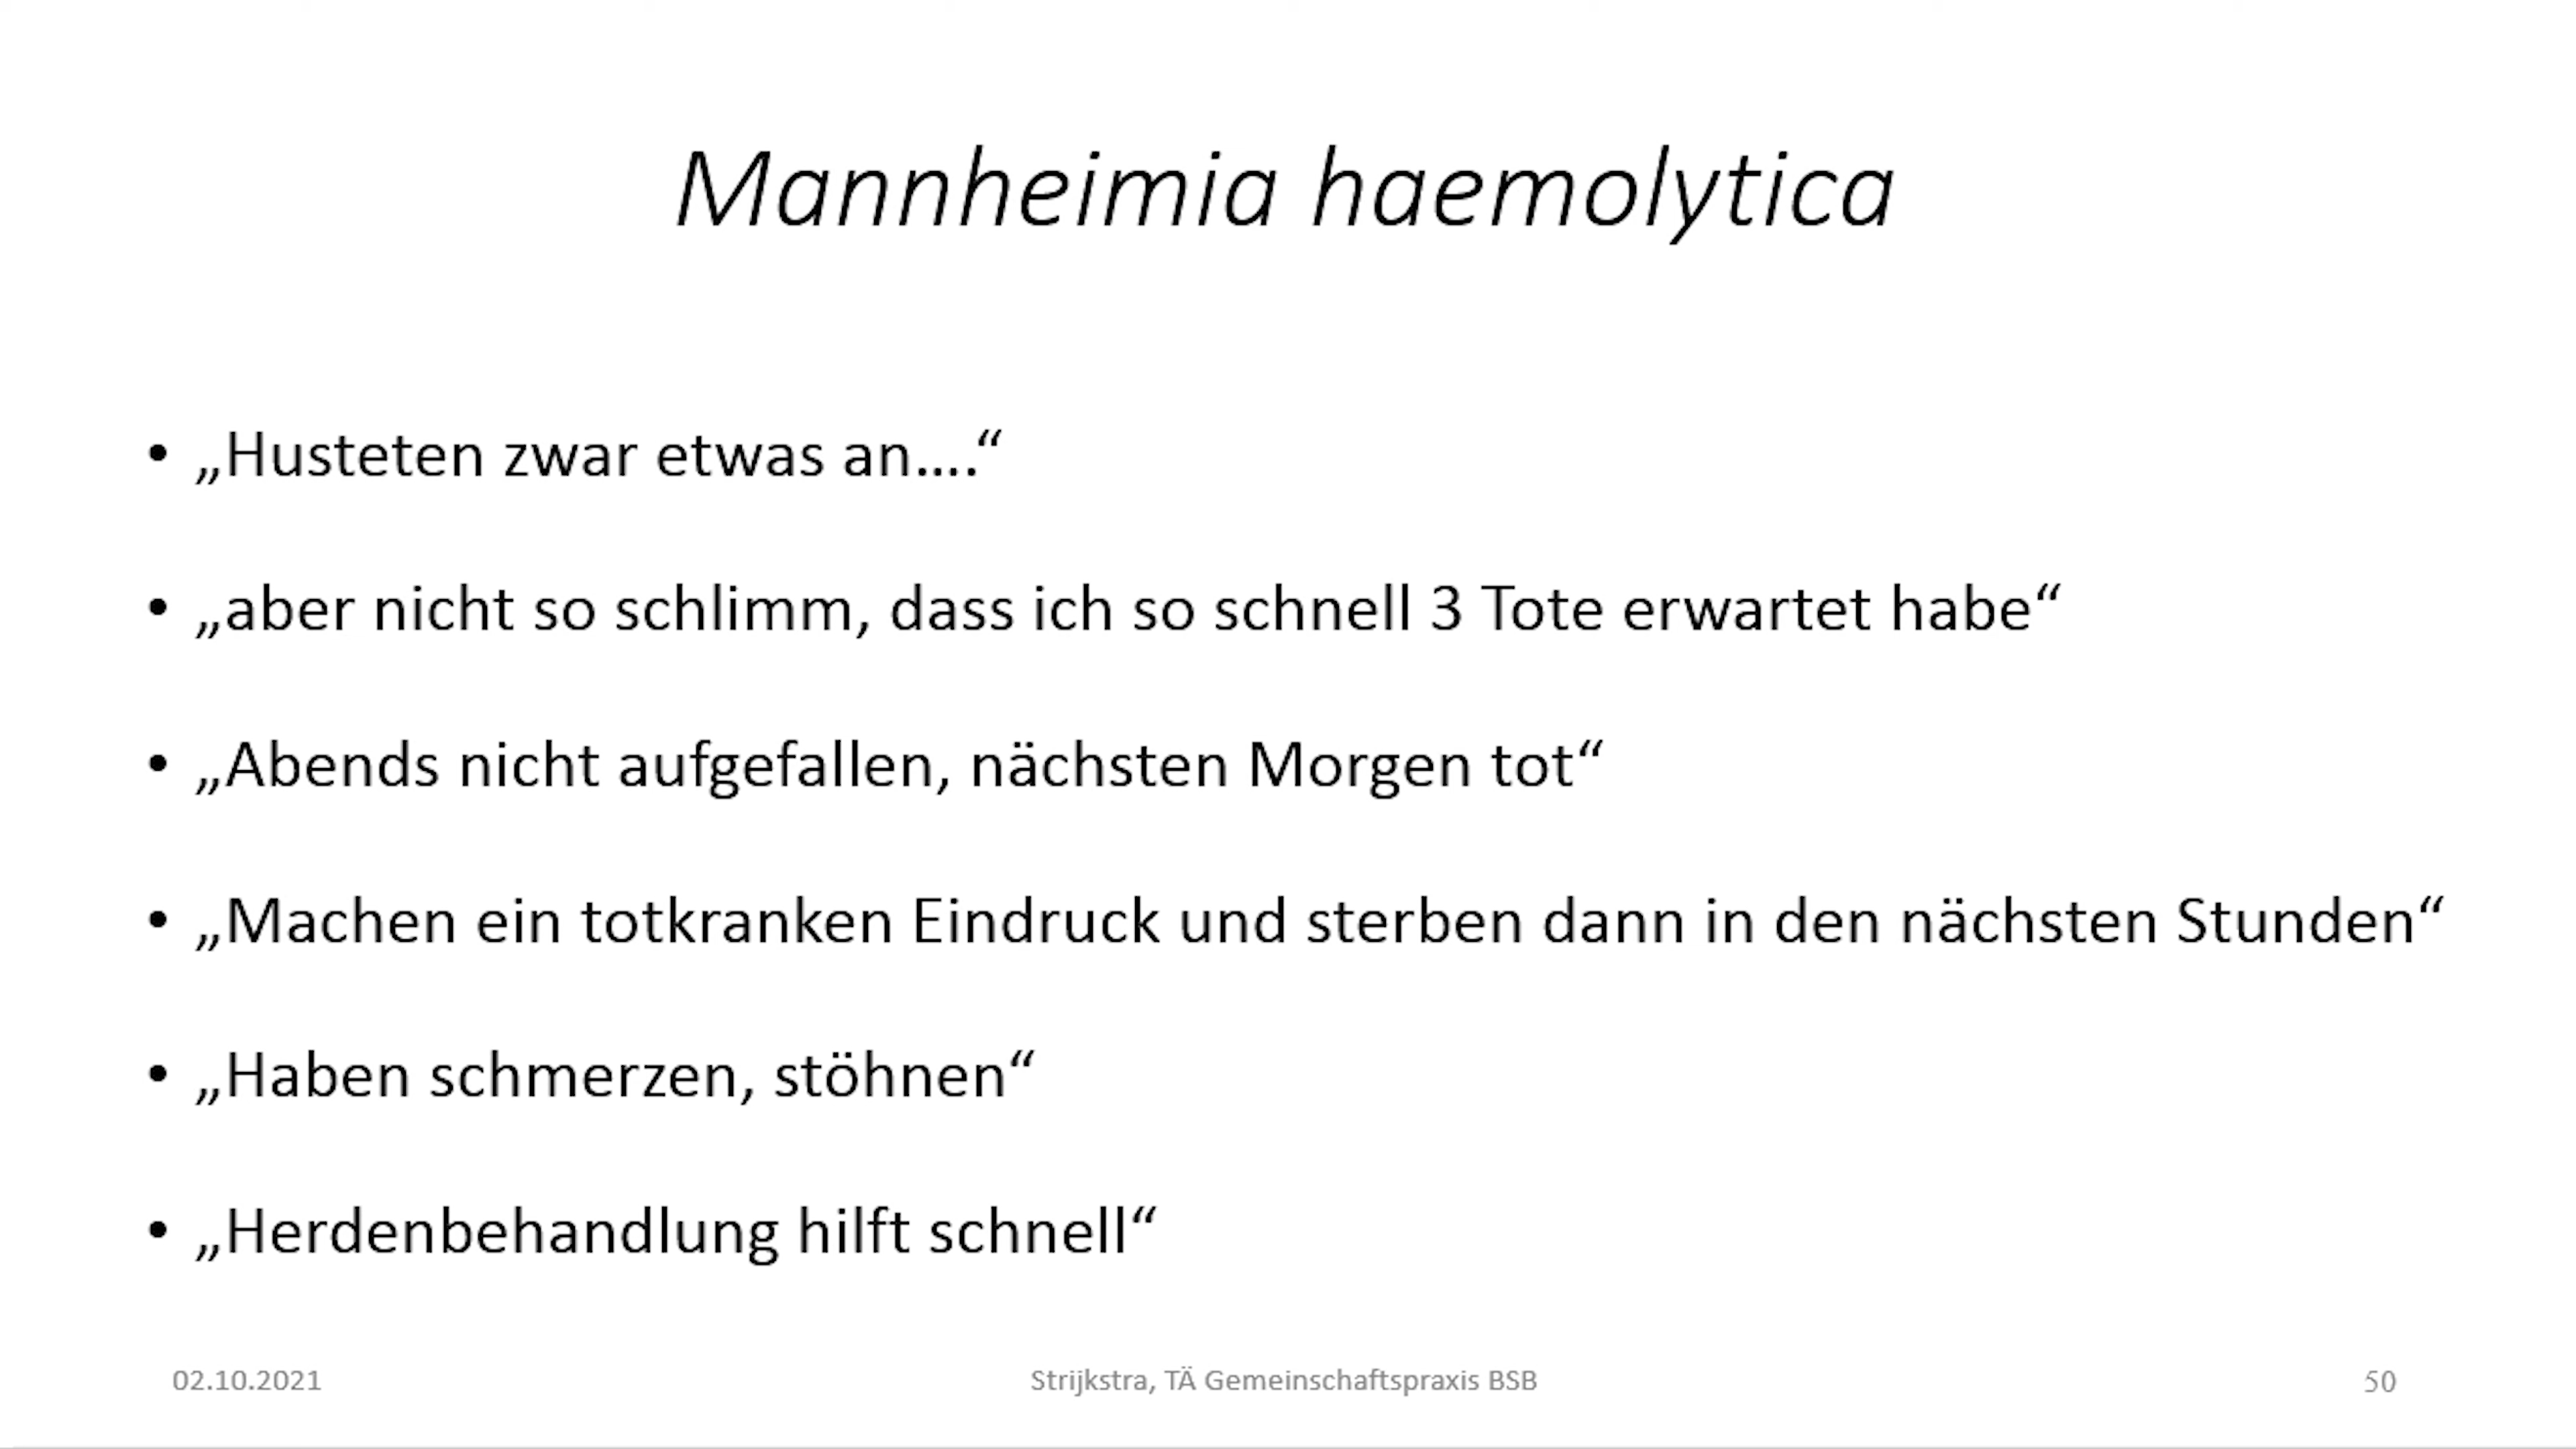 Mannheimia haemolytica
• „Husteten zwar etwas an….“
• „aber nicht so schlimm, dass ich so schnell 3 Tote erwartet habe“
• „Abends nicht aufgefallen, nächsten Morgen tot“
• „Machen ein totkranken Eindruck und sterben dann in den nächsten Stunden“
• „Haben schmerzen, stöhnen“
• „Herdenbehandlung hilft schnell“
02.10.2021
Strijkstra, TÄ Gemeinschaftspraxis BSB
50